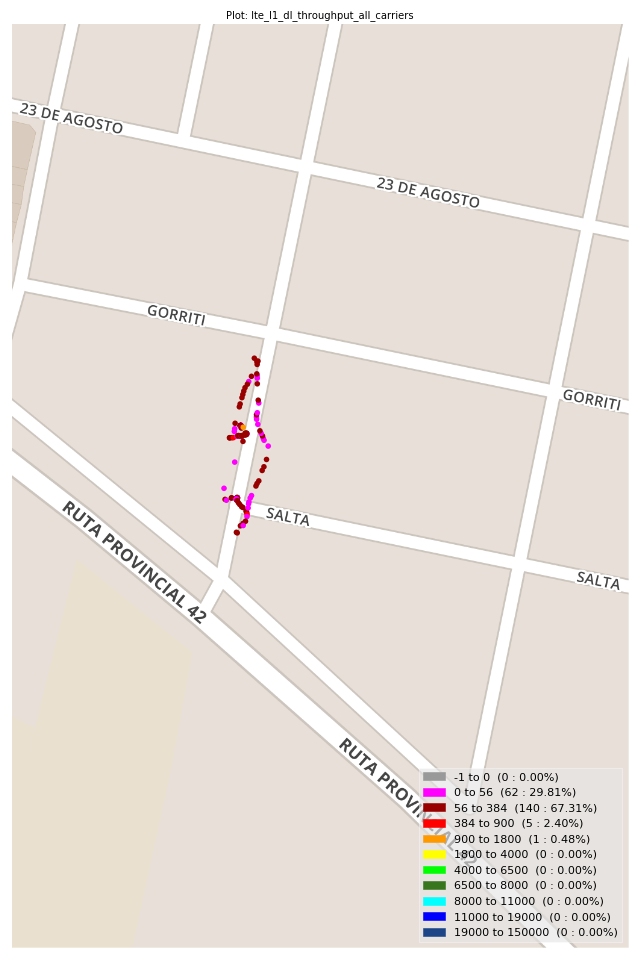 Plot: lte_l1_dl_throughput_all_carriers
23 DE AGOSTO
23 DE AGOSTO
GORRITI
GORRITI
SALTA
SALTA
RUTA PROVINCIAL 42
RUTA PROVINCIAL 42
-1 to 0 (0 : 0.00%)
0 to 56 (62 : 29.81%)
56 to 384 (140 : 67.31%)
384 to 900 (5 : 2.40%)
900 to 1800 (1 : 0.48%)
1800 to 4000 (0 : 0.00%)
4000 to 6500 (0 : 0.00%)
6500 to 8000 (0 : 0.00%)
8000 to 11000 (0 : 0.00%)
11000 to 19000 (0 : 0.00%)
19000 to 150000 (0 : 0.00%)